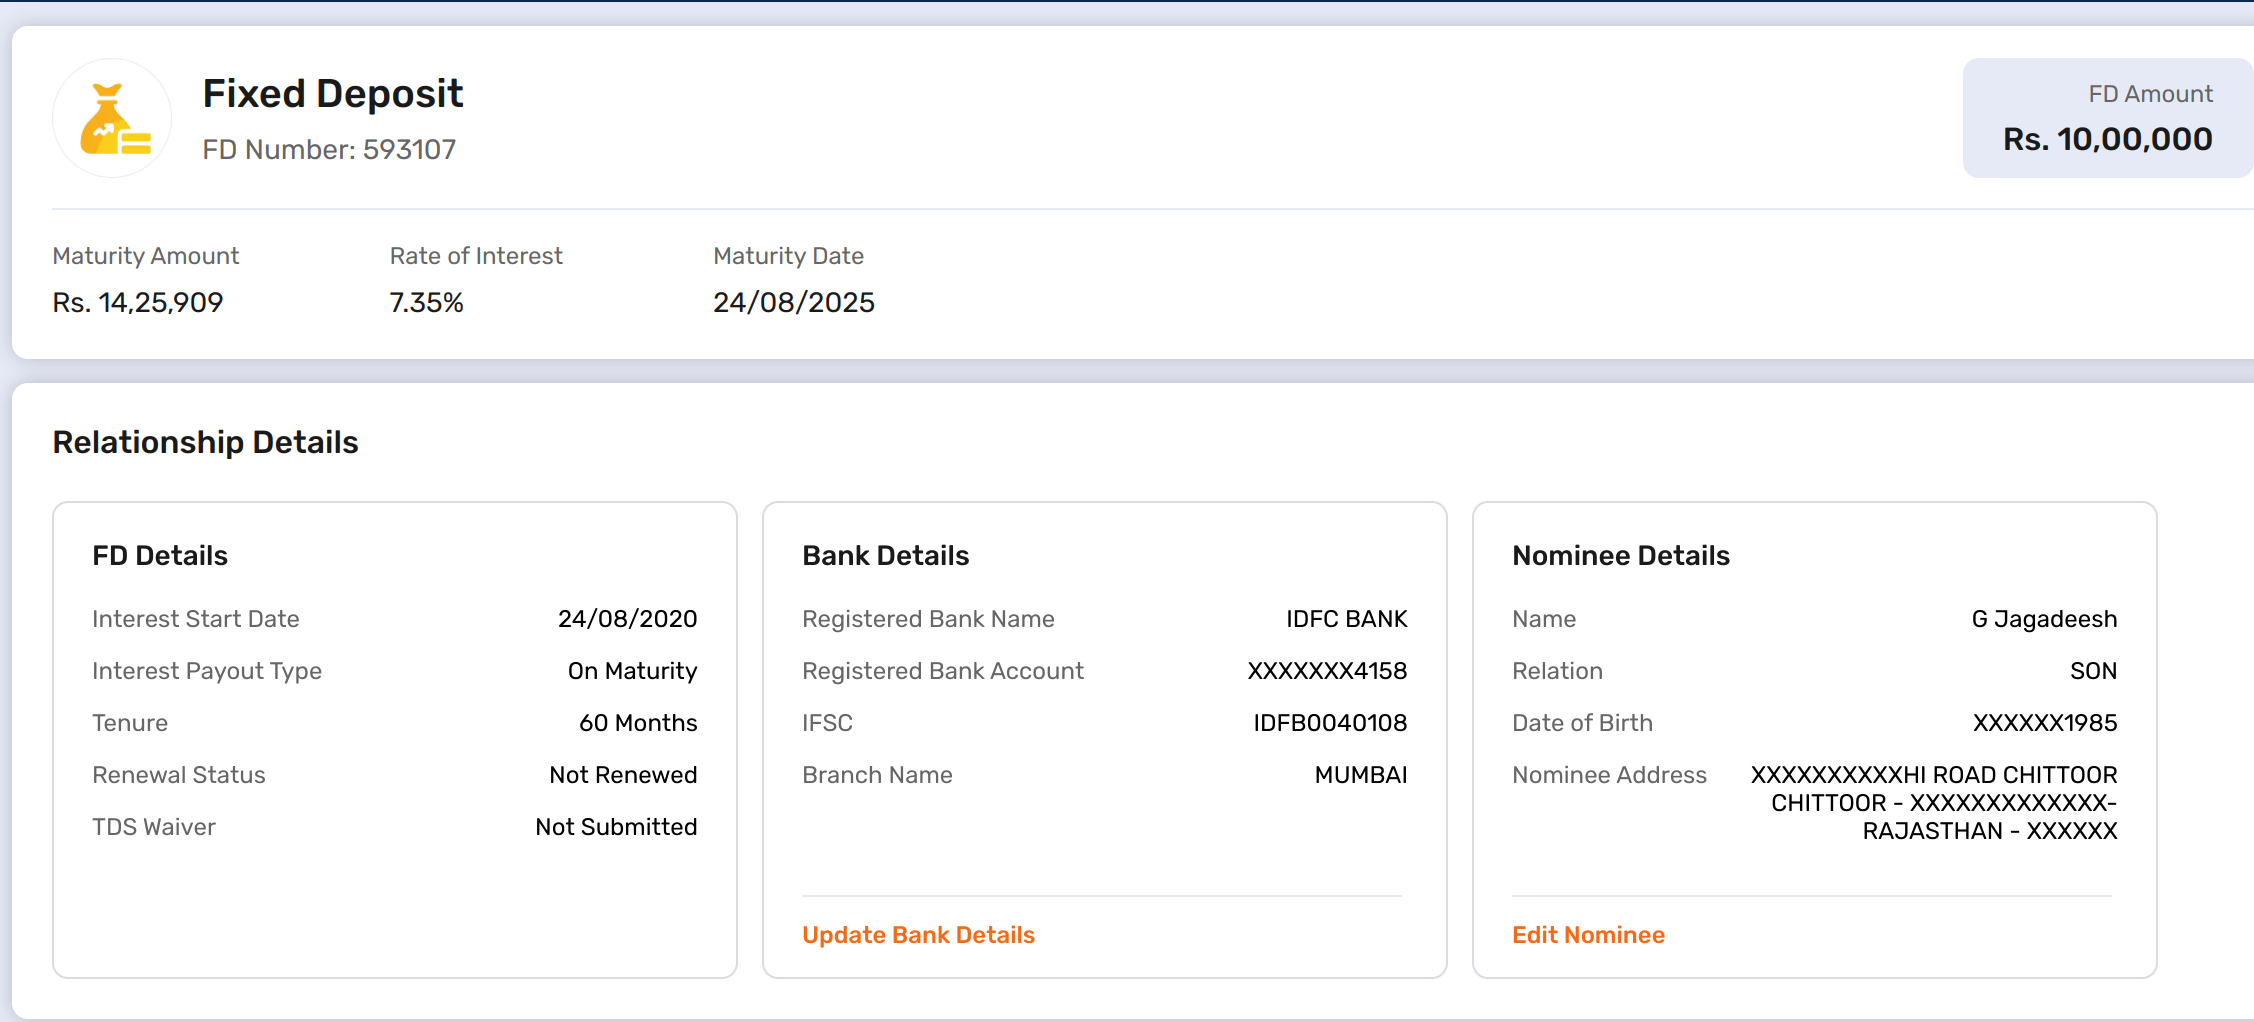 Fixed Deposit
FD Number: 593107
FD Amount
Rs. 10,00,000
Maturity Amount
Rs. 14,25,909
Rate of Interest
7.35%
Maturity Date
24/08/2025
Relationship Details
FD Details
Interest Start Date 24/08/2020
Interest Payout Type On Maturity
Tenure 60 Months
Renewal Status Not Renewed
TDS Waiver Not Submitted
Bank Details
Registered Bank Name IDFC BANK
Registered Bank Account XXXXXXX4158
IFSC IDFB0040108
Branch Name MUMBAI
Update Bank Details
Nominee Details
Name G Jagadeesh
Relation SON
Date of Birth XXXXXX1985
Nominee Address XXXXXXXXXXHI ROAD CHITTOOR
CHITTOOR - XXXXXXXXXXXXX-
RAJASTHAN - XXXXXX
Edit Nominee